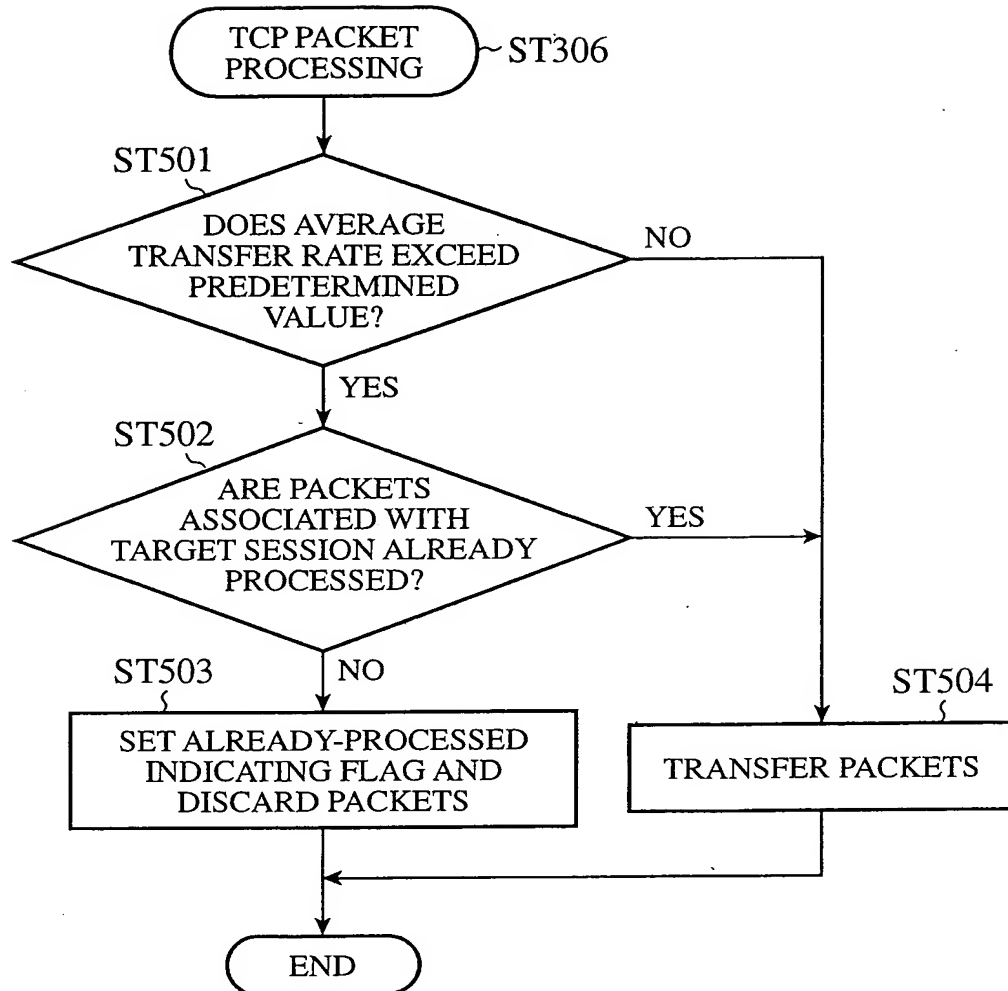 TCP PACKET
PROCESSING
ST306
ST501
DOES AVERAGE
TRANSFER RATE EXCEED
PREDETERMINED
VALUE?
NO
YES
ST502
ARE PACKETS
ASSOCIATED WITH
TARGET SESSION ALREADY
PROCESSED?
YES
NO
ST503
SET ALREADY-PROCESSED
INDICATING FLAG AND
DISCARD PACKETS
ST504
TRANSFER PACKETS
END